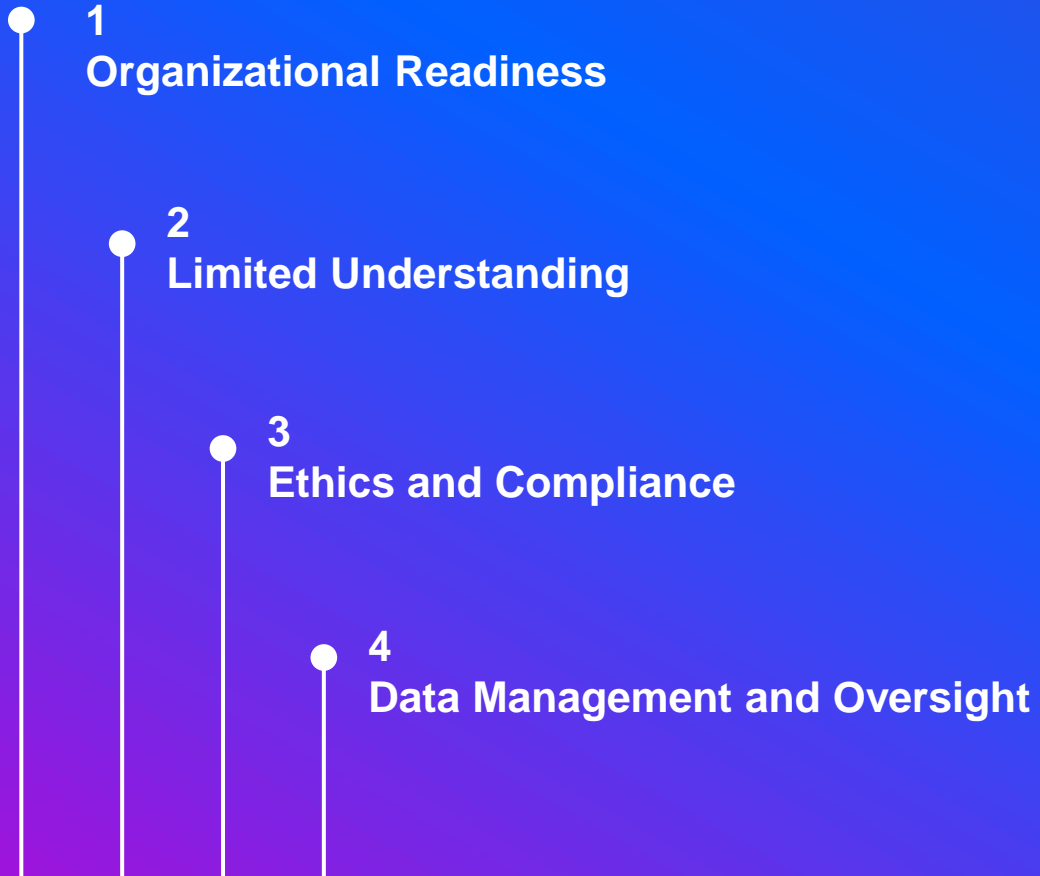 1
Organizational Readiness
2
Limited Understanding
3
Ethics and Compliance
4
Data Management and Oversight